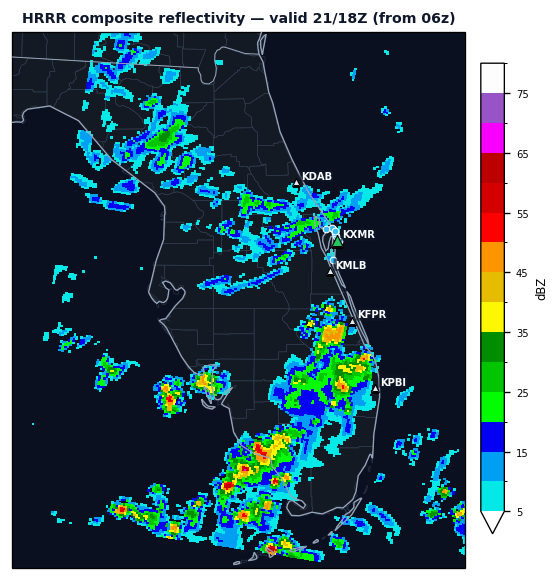 HRRR composite reflectivity — valid 21/18Z (from 06z)
KDAB
KXMR
KMLB
KFPR
KPBI
75
65
55
45
35
25
15
5
dBZ